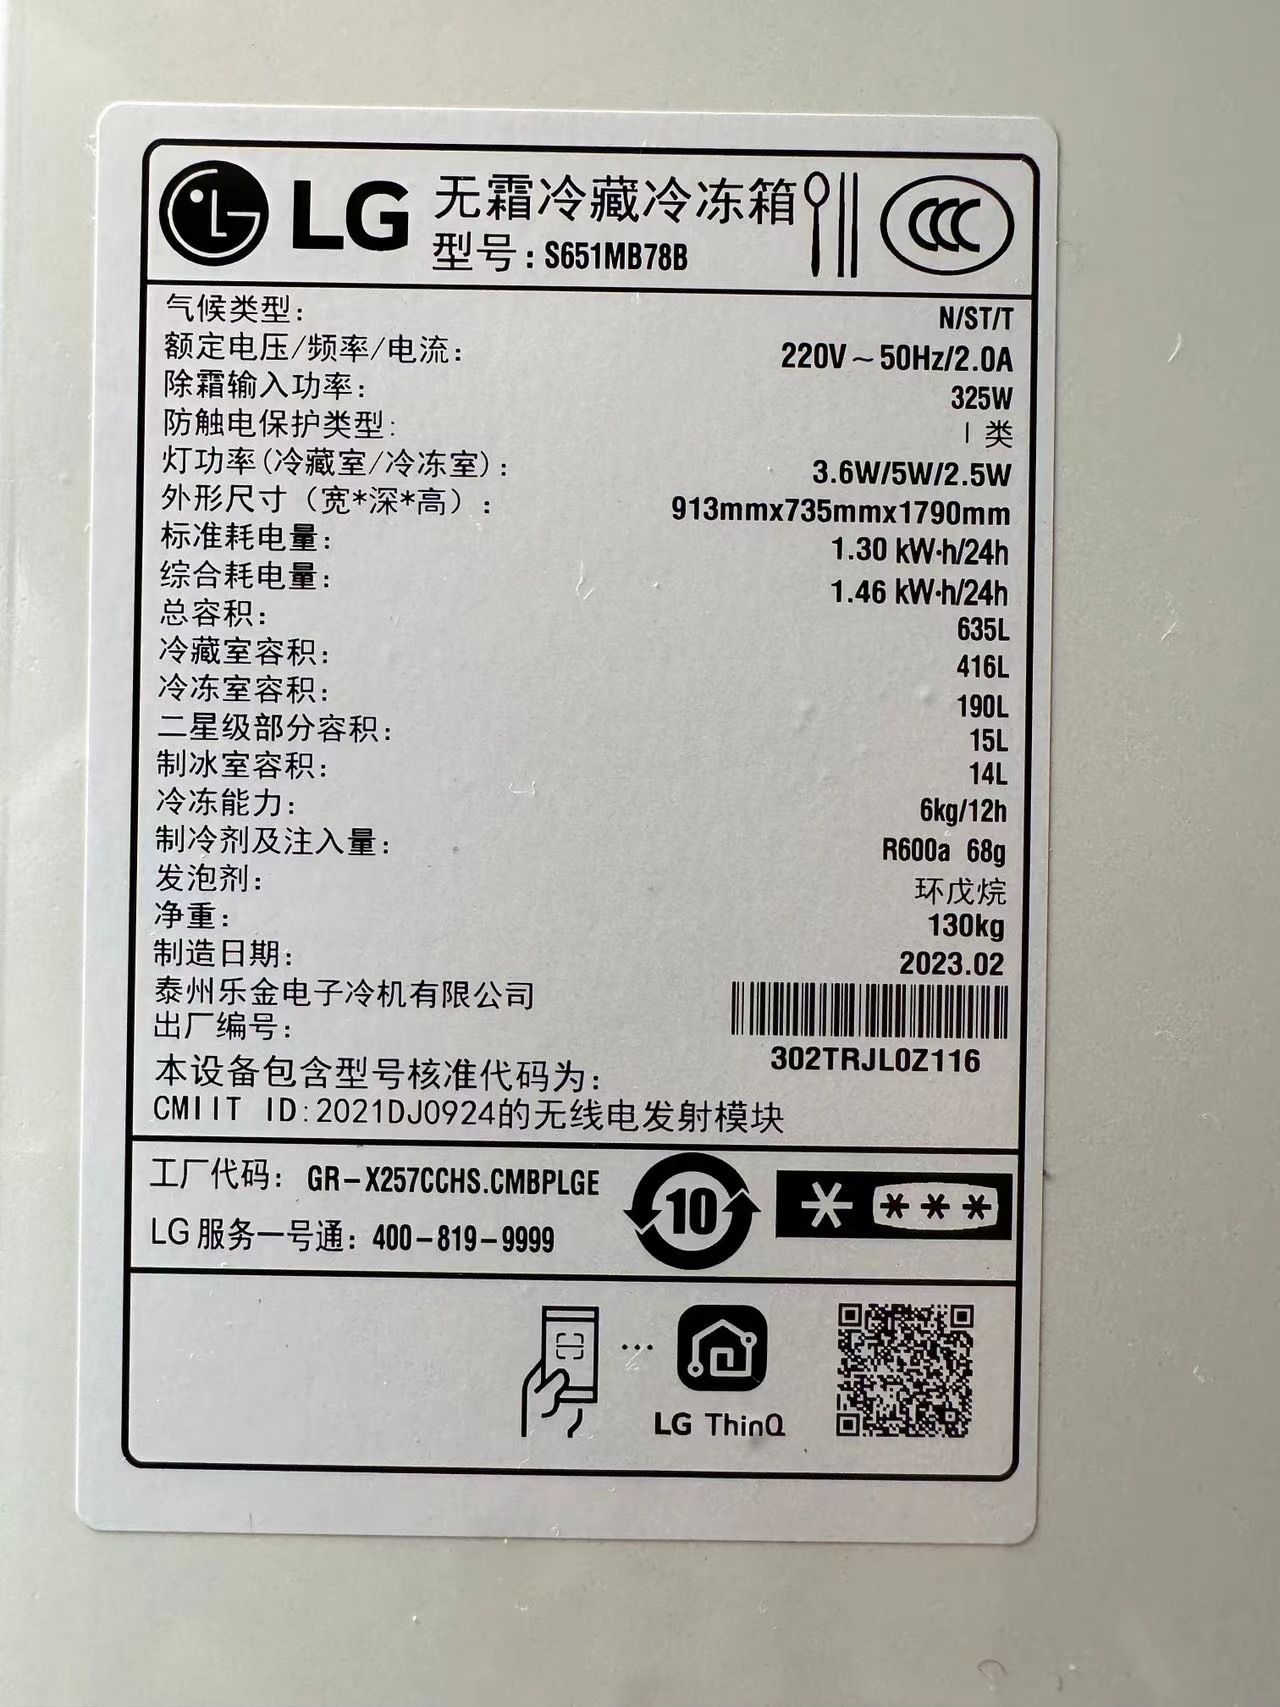 LG 无霜冷藏冷冻箱
型号：S651MB78B
气候类型： N/ST/T
额定电压/频率/电流： 220V～50Hz/2.0A
除霜输入功率： 325W
防触电保护类型： I 类
灯功率(冷藏室/冷冻室)： 3.6W/5W/2.5W
外形尺寸（宽*深*高）： 913mmx735mmx1790mm
标准耗电量： 1.30 kW·h/24h
综合耗电量： 1.46 kW·h/24h
总容积： 635L
冷藏室容积： 416L
冷冻室容积： 190L
二星级部分容积： 15L
制冰室容积： 14L
冷冻能力： 6kg/12h
制冷剂及注入量： R600a 68g
发泡剂： 环戊烷
净重： 130kg
制造日期： 2023.02
泰州乐金电子冷机有限公司
出厂编号： 302TRJL0Z116
本设备包含型号核准代码为：
CMIIT ID:2021DJ0924的无线电发射模块
工厂代码： GR-X257CCHS.CMBPLGE
LG 服务一号通：400-819-9999
10
* ***
LG ThinQ